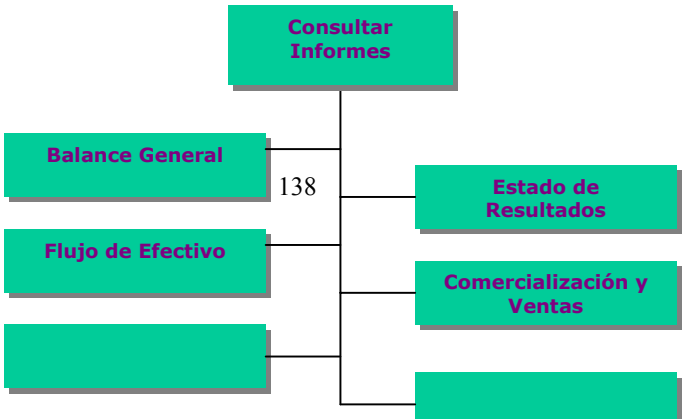 Consultar
Informes
Balance General
138
Estado de
Resultados
Flujo de Efectivo
Comercialización y
Ventas